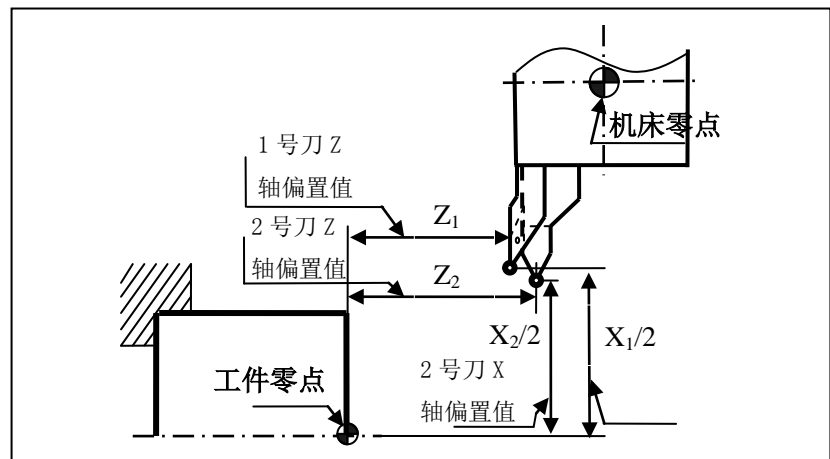 机床零点
1 号刀 Z
轴偏置值
Z₁
2 号刀 Z
轴偏置值
Z₂
X₂/2
X₁/2
2 号刀 X
轴偏置值
工件零点